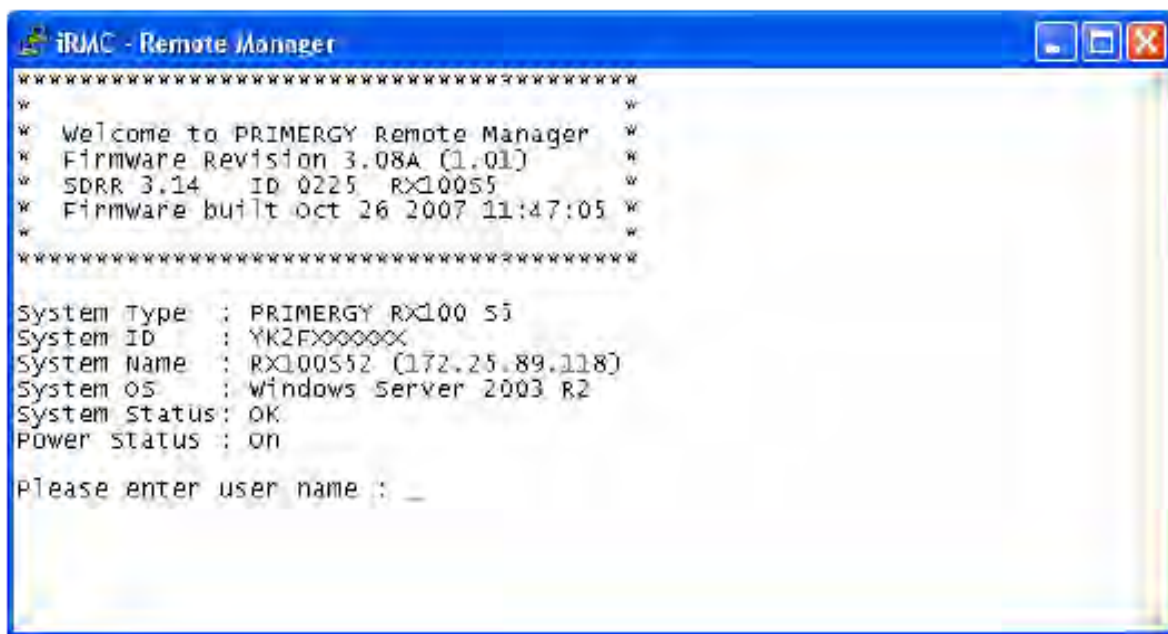 iRMC - Remote Manager
*****************************************
*                                       *
*  Welcome to PRIMERGY Remote Manager   *
*  Firmware Revision 3.08A (1.01)       *
*  SDRR 3.14   ID 0225  RX100S5         *
*  Firmware built Oct 26 2007 11:47:05  *
*                                       *
*****************************************
System Type  : PRIMERGY RX100 S5
System ID    : YK2FXXXXXX
System Name  : RX100S52 (172.25.89.118)
System OS    : Windows Server 2003 R2
System Status: OK
Power Status : On
Please enter user name : _